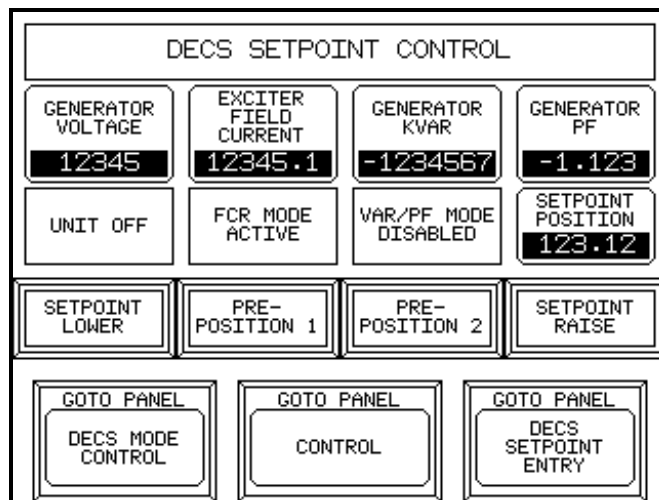 DECS SETPOINT CONTROL
GENERATOR
VOLTAGE
12345
EXCITER
FIELD
CURRENT
12345.1
GENERATOR
KVAR
-1234567
GENERATOR
PF
-1.123
UNIT OFF
FCR MODE
ACTIVE
VAR/PF MODE
DISABLED
SETPOINT
POSITION
123.12
SETPOINT
LOWER
PRE-
POSITION 1
PRE-
POSITION 2
SETPOINT
RAISE
GOTO PANEL
DECS MODE
CONTROL
GOTO PANEL
CONTROL
GOTO PANEL
DECS
SETPOINT
ENTRY